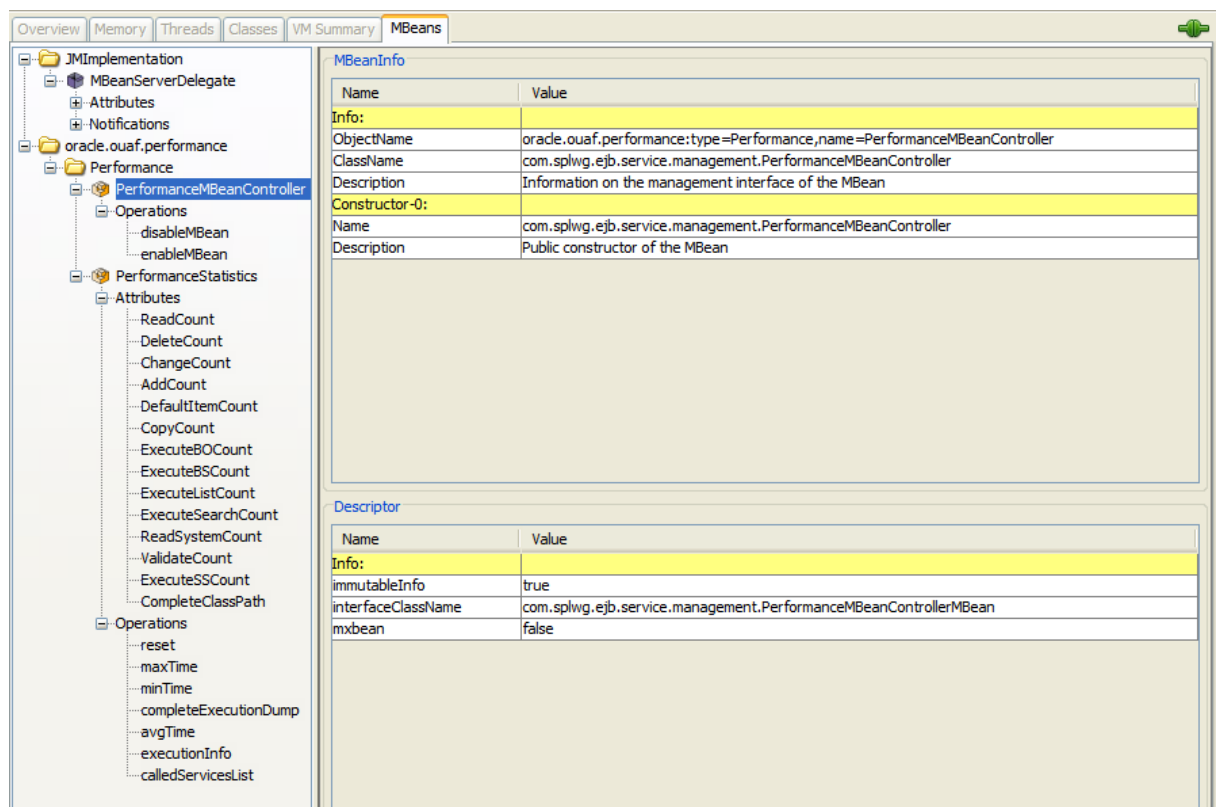 Overview Memory Threads Classes VM Summary MBeans
JMImplementation
MBeanServerDelegate
Attributes
Notifications
oracle.ouaf.performance
Performance
PerformanceMBeanController
Operations
disableMBean
enableMBean
PerformanceStatistics
Attributes
ReadCount
DeleteCount
ChangeCount
AddCount
DefaultItemCount
CopyCount
ExecuteBOCount
ExecuteBSCount
ExecuteListCount
ExecuteSearchCount
ReadSystemCount
ValidateCount
ExecuteSSCount
CompleteClassPath
Operations
reset
maxTime
minTime
completeExecutionDump
avgTime
executionInfo
calledServicesList
MBeanInfo
Name Value
Info:
ObjectName oracle.ouaf.performance:type=Performance,name=PerformanceMBeanController
ClassName com.splwg.ejb.service.management.PerformanceMBeanController
Description Information on the management interface of the MBean
Constructor-0:
Name com.splwg.ejb.service.management.PerformanceMBeanController
Description Public constructor of the MBean
Descriptor
Name Value
Info:
immutableInfo true
interfaceClassName com.splwg.ejb.service.management.PerformanceMBeanControllerMBean
mxbean false